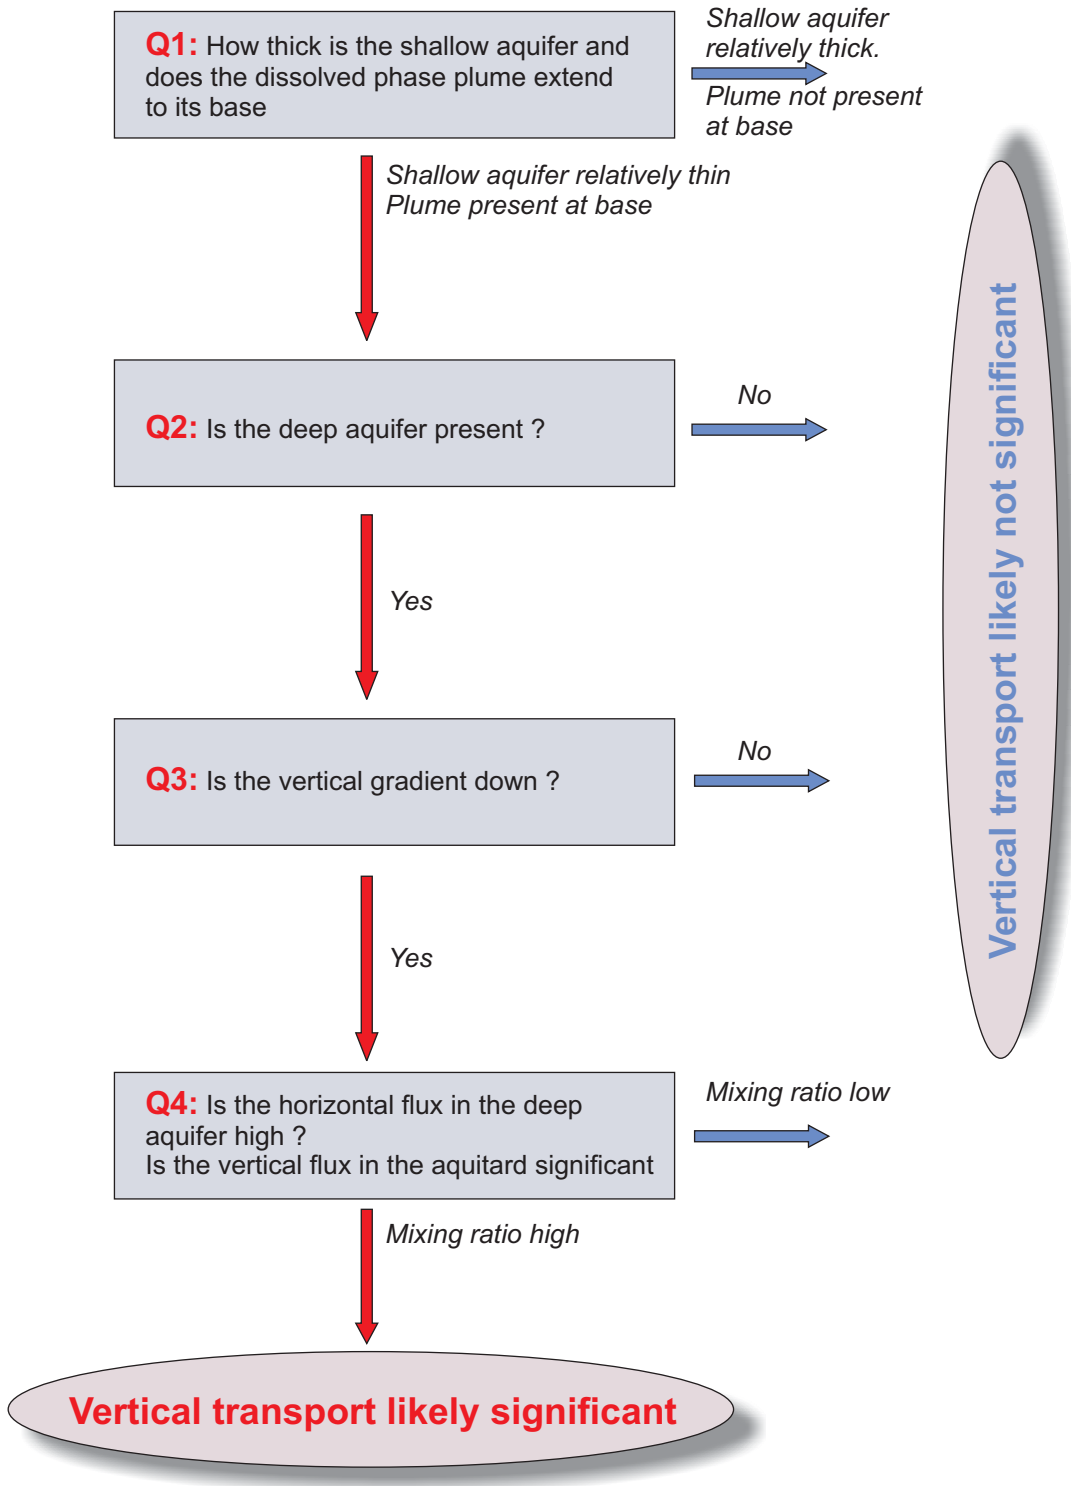 Q1: How thick is the shallow aquifer and
does the dissolved phase plume extend
to its base
Shallow aquifer
relatively thick.
Plume not present
at base
Shallow aquifer relatively thin
Plume present at base
Q2: Is the deep aquifer present ?
No
Yes
Q3: Is the vertical gradient down ?
No
Yes
Q4: Is the horizontal flux in the deep
aquifer high ?
Is the vertical flux in the aquitard significant
Mixing ratio low
Mixing ratio high
Vertical transport likely significant
Vertical transport likely not significant